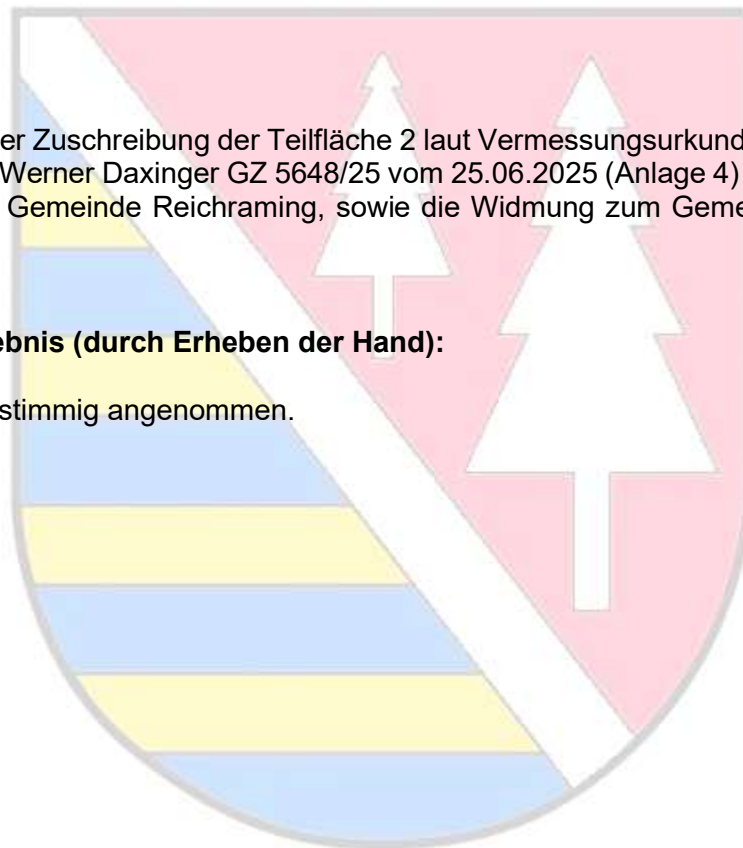 er Zuschreibung der Teilfläche 2 laut Vermessungsurkund
Werner Daxinger GZ 5648/25 vom 25.06.2025 (Anlage 4)
Gemeinde Reichraming, sowie die Widmung zum Geme
ebnis (durch Erheben der Hand):
stimmig angenommen.